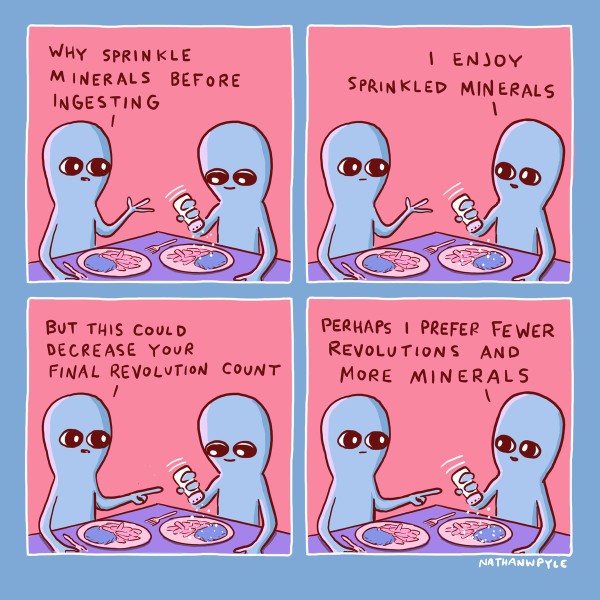 WHY SPRINKLE
MINERALS BEFORE
INGESTING
I ENJOY
SPRINKLED MINERALS
BUT THIS COULD
DECREASE YOUR
FINAL REVOLUTION COUNT
PERHAPS I PREFER FEWER
REVOLUTIONS AND
MORE MINERALS
NATHANWPYLE